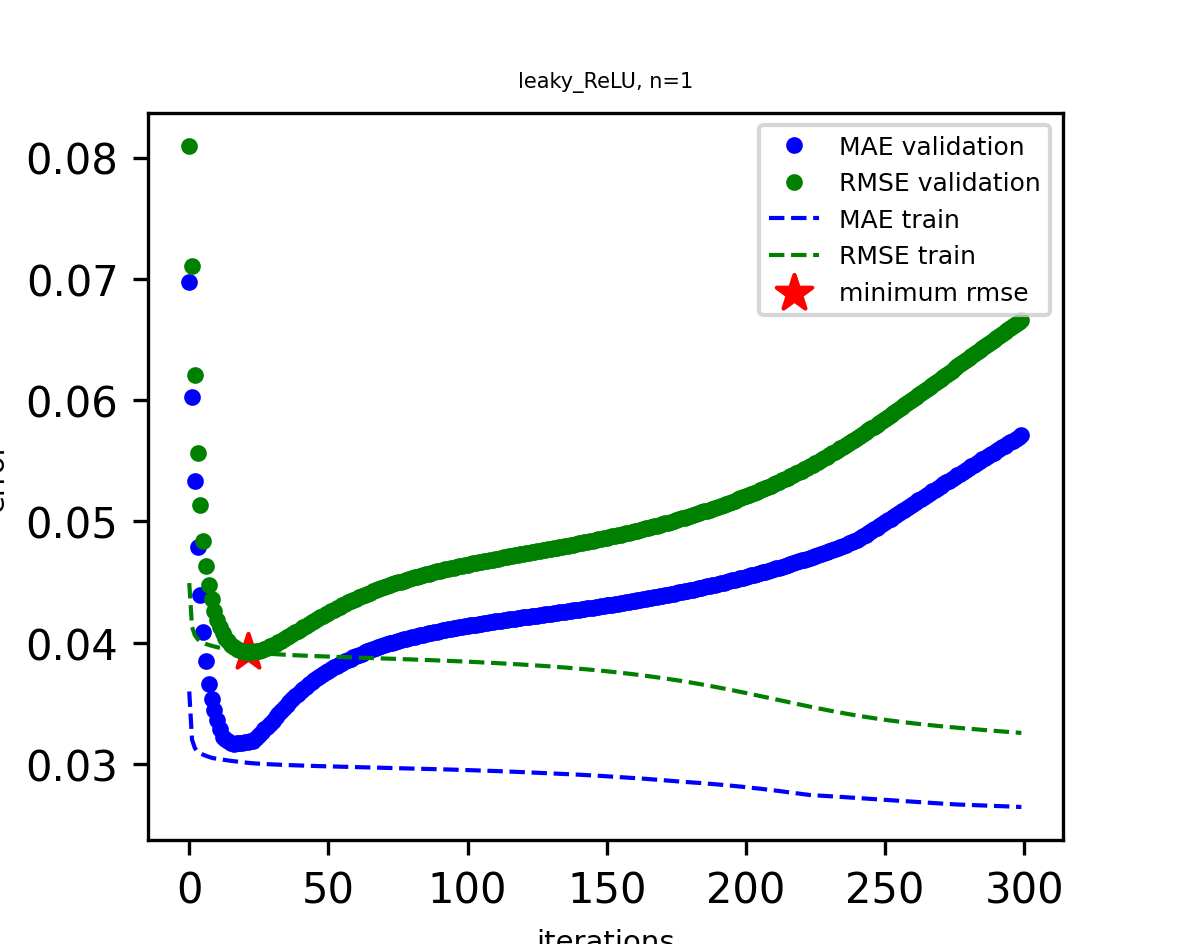 leaky_ReLU, n=1
MAE validation
RMSE validation
MAE train
RMSE train
minimum rmse
0.08
0.07
0.06
0.05
0.04
0.03
0 50 100 150 200 250 300
iterations